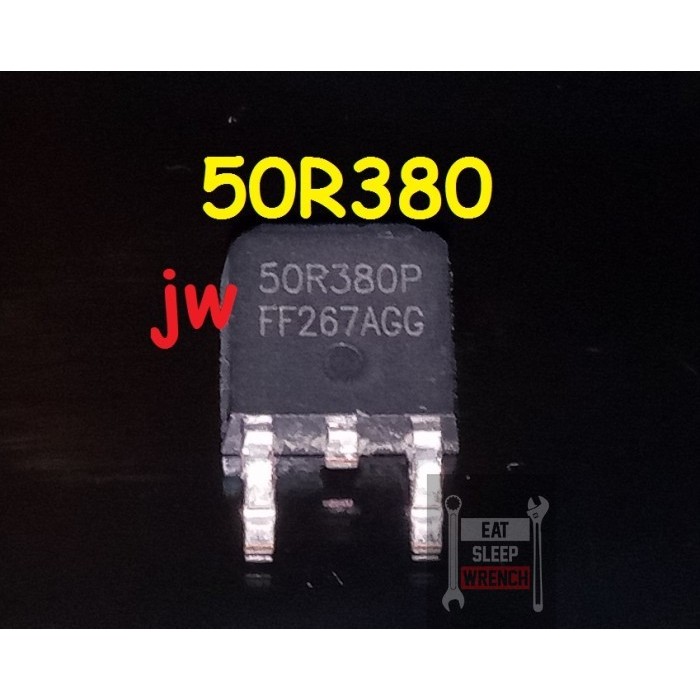 50R380
50R380P
jw
FF267AGG
EAT
SLEEP
WRENCH